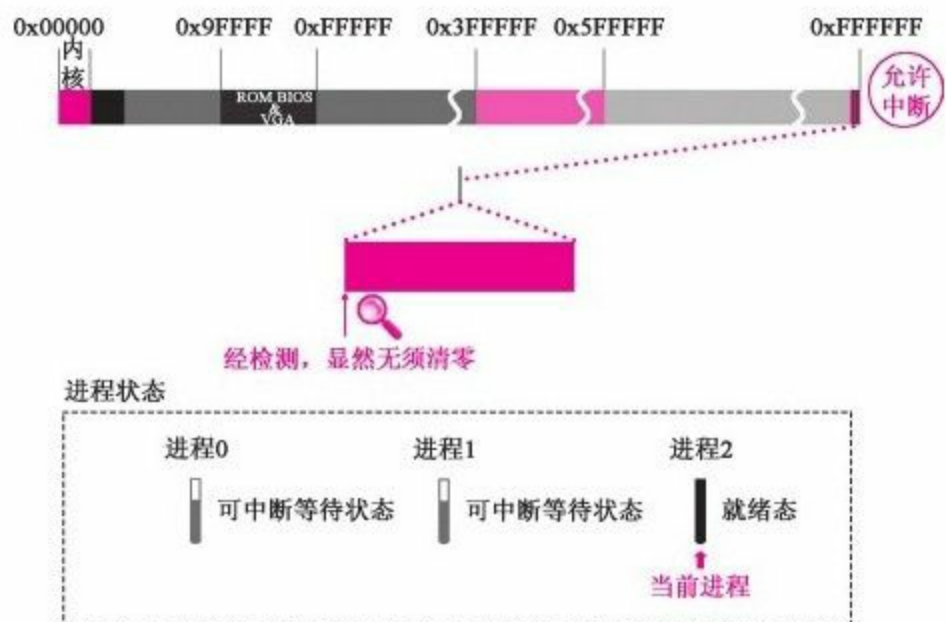 0x00000 0x9FFFF 0xFFFFF 0x3FFFFF 0x5FFFFF 0xFFFFFF
内
核
ROM BIOS
&
VGA
允许
中断
经检测，显然无须清零
进程状态
进程0 进程1 进程2
可中断等待状态 可中断等待状态 就绪态
当前进程